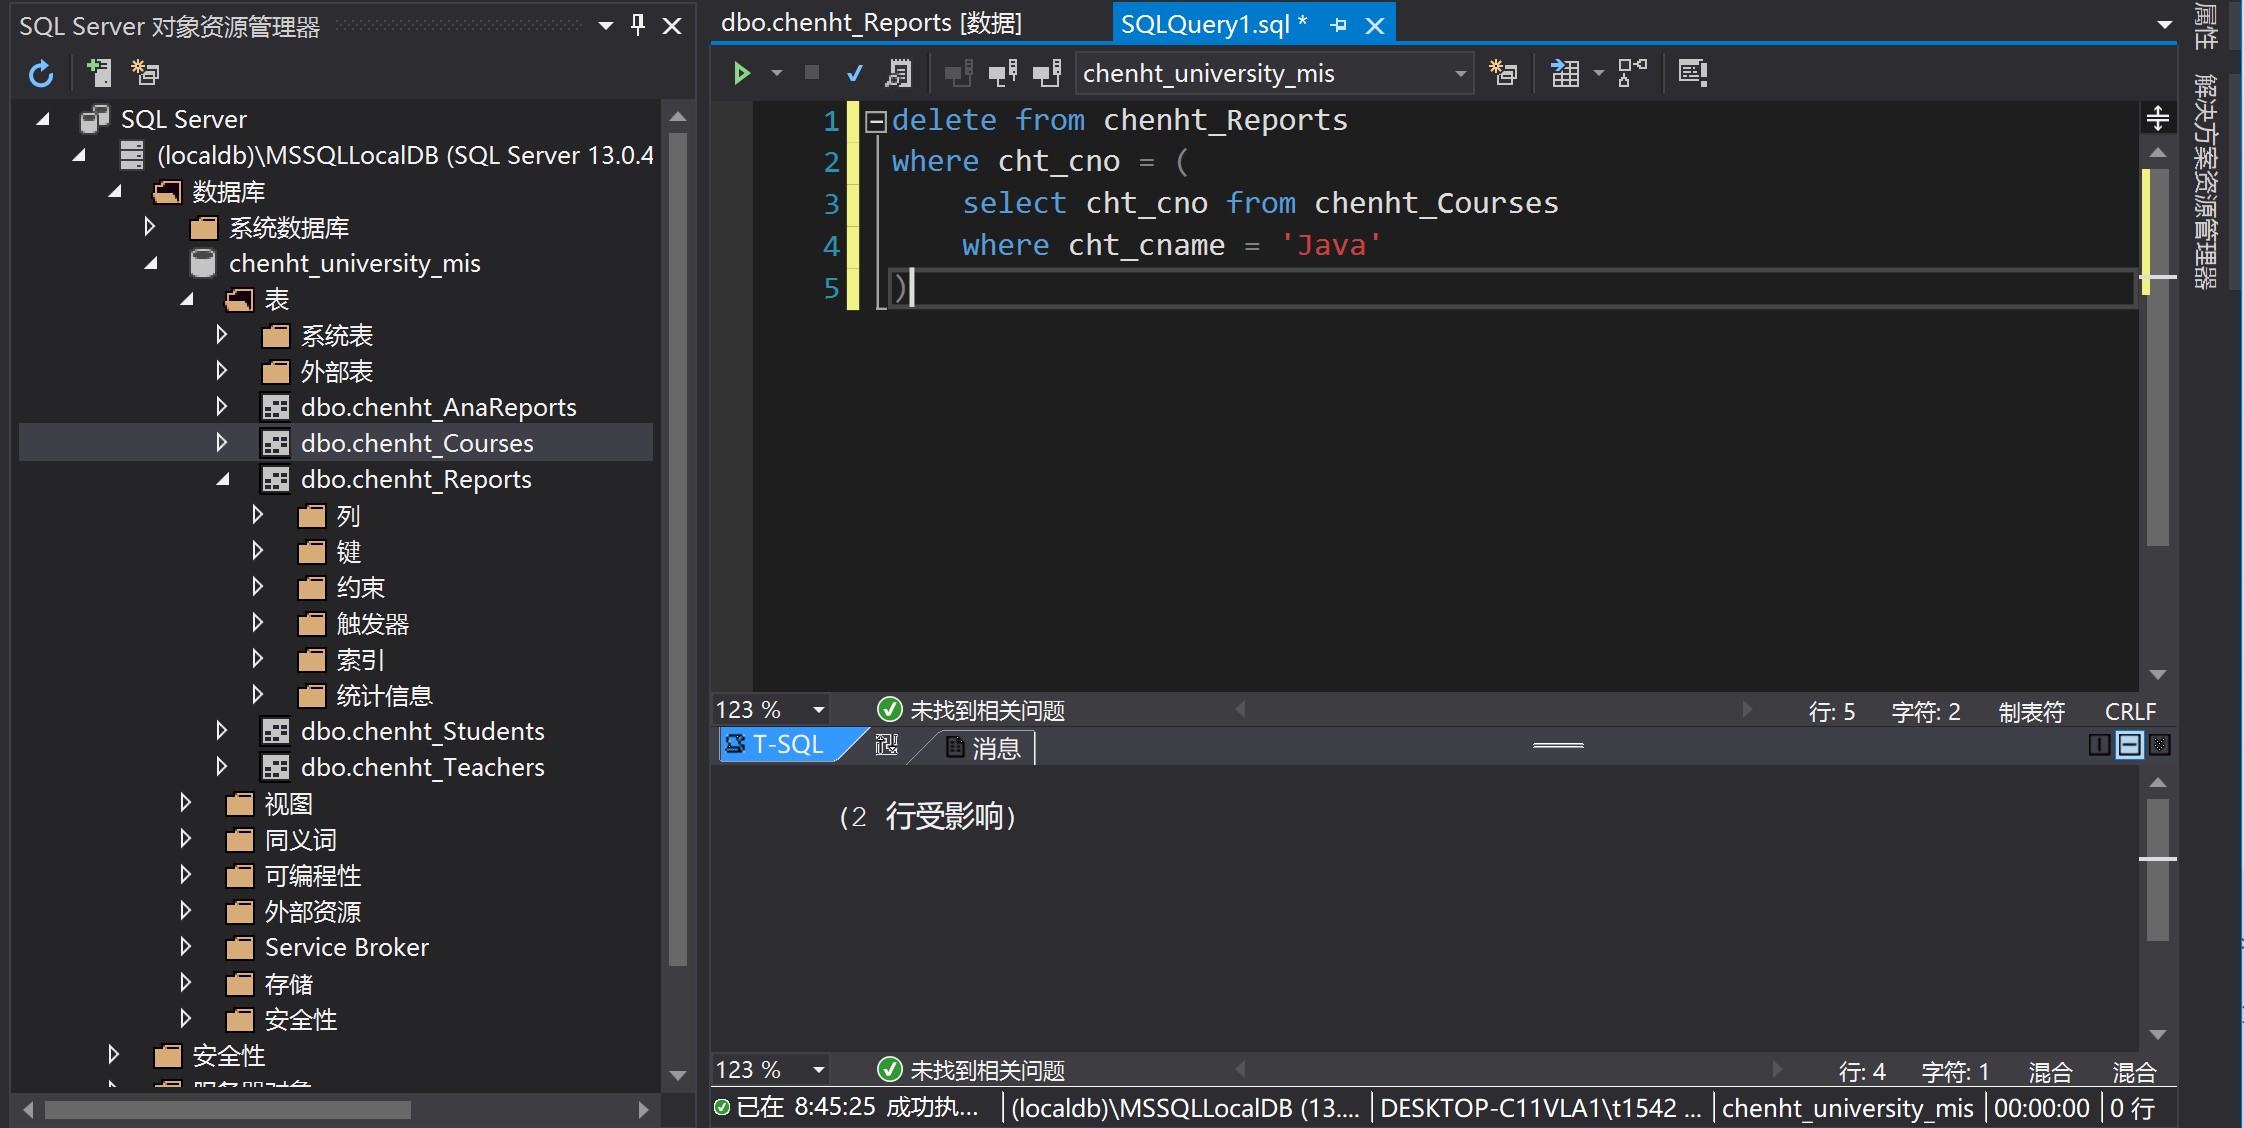 SQL Server 对象资源管理器
SQL Server
(localdb)\MSSQLLocalDB (SQL Server 13.0.4
数据库
系统数据库
chenht_university_mis
表
系统表
外部表
dbo.chenht_AnaReports
dbo.chenht_Courses
dbo.chenht_Reports
列
键
约束
触发器
索引
统计信息
dbo.chenht_Students
dbo.chenht_Teachers
视图
同义词
可编程性
外部资源
Service Broker
存储
安全性
安全性
服务器对象
dbo.chenht_Reports [数据]
SQLQuery1.sql *
chenht_university_mis
1 delete from chenht_Reports
2 where cht_cno = (
3 select cht_cno from chenht_Courses
4 where cht_cname = 'Java'
5 )
123 % 未找到相关问题 行: 5 字符: 2 制表符 CRLF
T-SQL 消息
(2 行受影响)
123 % 未找到相关问题 行: 4 字符: 1 混合 混合
已在 8:45:25 成功执... (localdb)\MSSQLLocalDB (13.... DESKTOP-C11VLA1\t1542 ... chenht_university_mis 00:00:00 0 行
属性
解决方案资源管理器